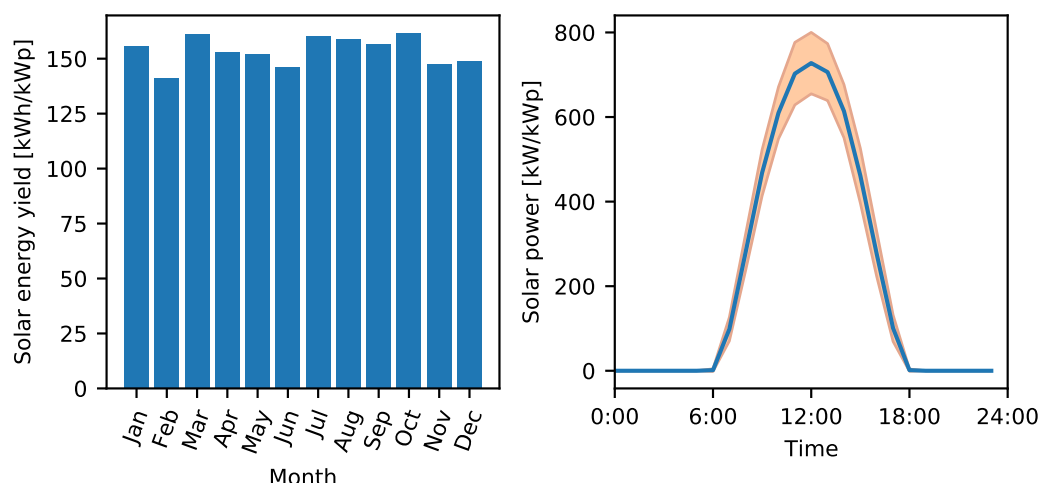 Solar energy yield [kWh/kWp]
150
125
100
75
50
25
0
Jan
Feb
Mar
Apr
May
Jun
Jul
Aug
Sep
Oct
Nov
Dec
Month
Solar power [kW/kWp]
800
600
400
200
0
0:00
6:00
12:00
18:00
24:00
Time